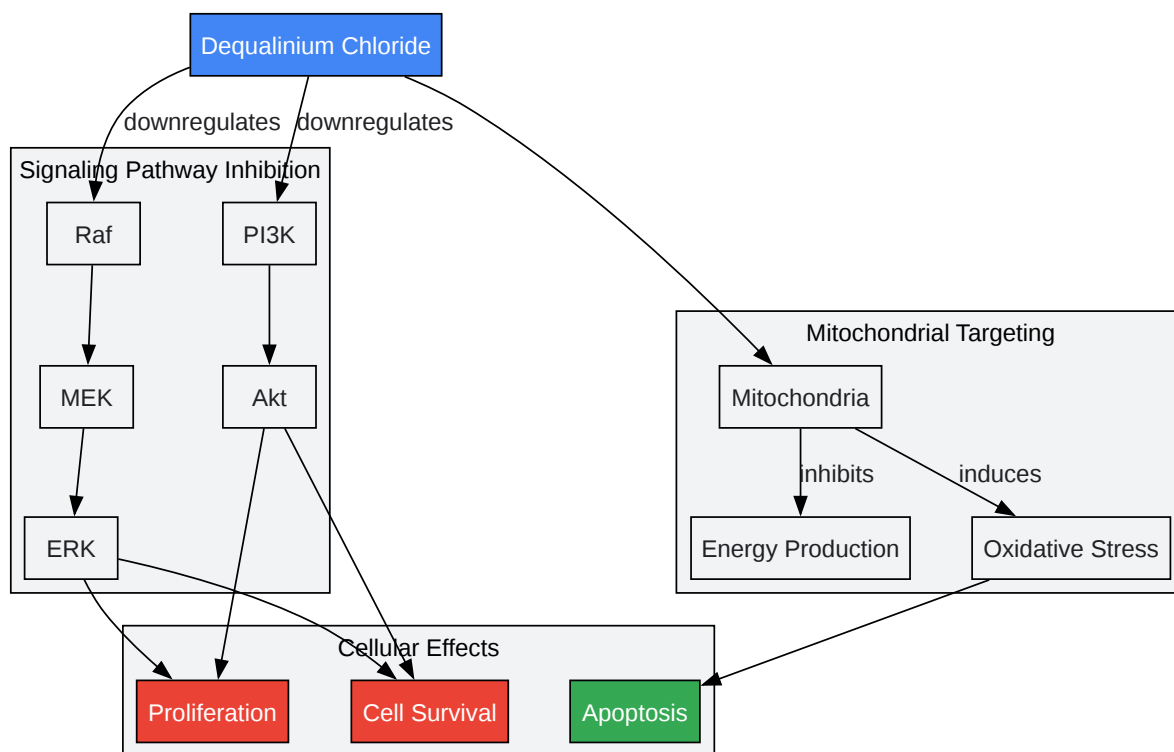 Dequalinium Chloride
downregulates
downregulates
Signaling Pathway Inhibition
Raf
PI3K
Mitochondrial Targeting
MEK
Akt
Mitochondria
inhibits
induces
ERK
Energy Production
Oxidative Stress
Cellular Effects
Proliferation
Cell Survival
Apoptosis